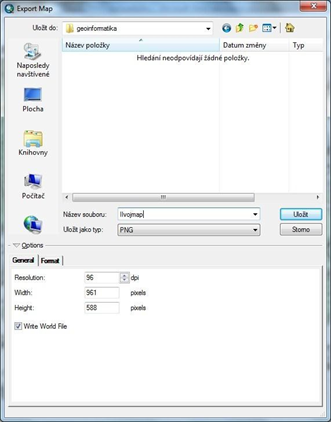 Export Map
Uložit do:
geoinformatika
Název položky
Datum změny
Typ
Hledání neodpovídají žádné položky.
Naposledy navštívené
Plocha
Knihovny
Počítač
Název souboru:
IIvojmap
Uložit
Uložit jako typ:
PNG
Storno
Options
General
Format
Resolution:
96
dpi
Width:
961
pixels
Height:
588
pixels
Write World File